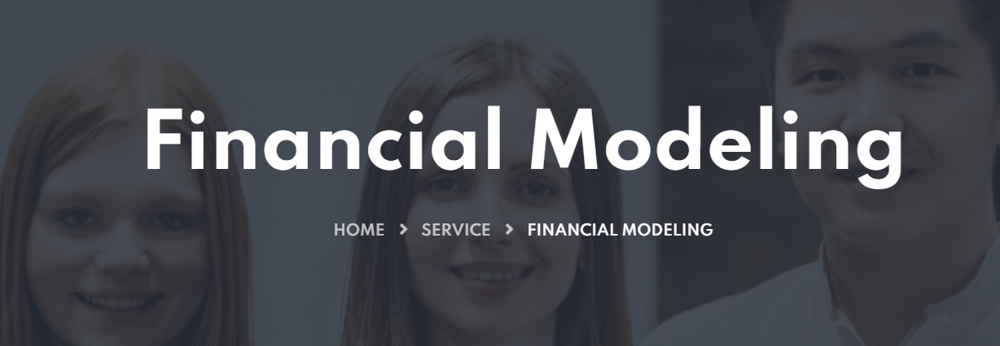 Financial Modeling
HOME > SERVICE > FINANCIAL MODELING